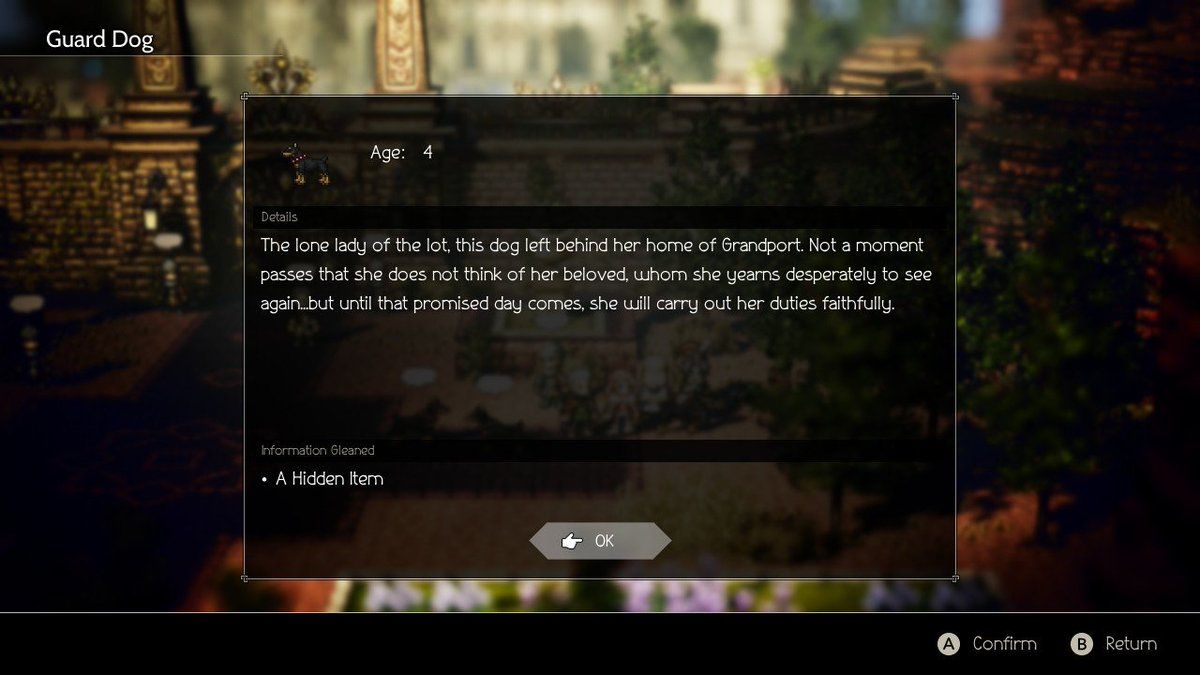 Guard Dog
Age: 4
Details
The lone lady of the lot, this dog left behind her home of Grandport. Not a moment
passes that she does not think of her beloved, whom she yearns desperately to see
again...but until that promised day comes, she will carry out her duties faithfully.
Information Gleaned
• A Hidden Item
OK
A Confirm B Return